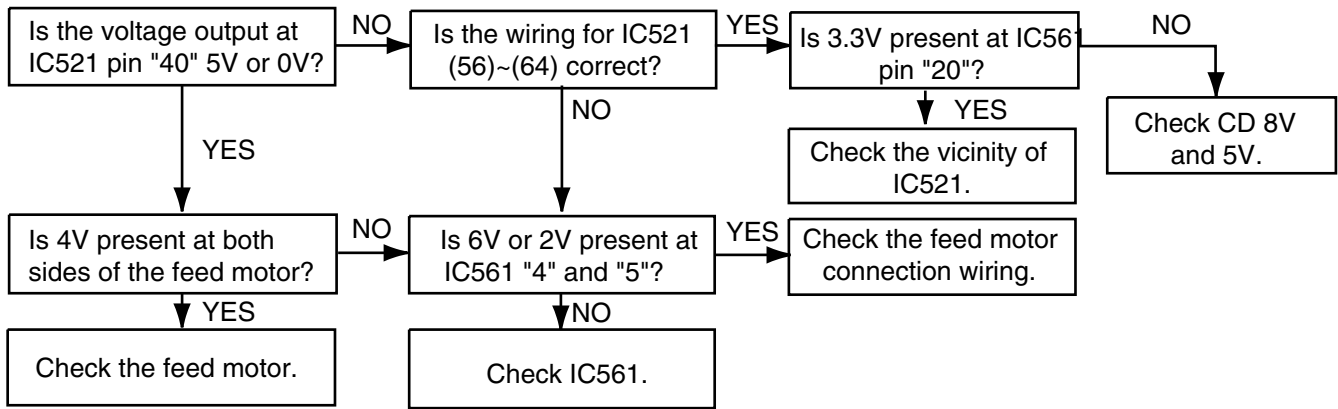 Is the voltage output at
IC521 pin "40" 5V or 0V?
NO
Is the wiring for IC521
(56)~(64) correct?
YES
Is 3.3V present at IC561
pin "20"?
NO
Check CD 8V
and 5V.
YES
Check the vicinity of
IC521.
NO
YES
Is 4V present at both
sides of the feed motor?
NO
Is 6V or 2V present at
IC561 "4" and "5"?
YES
Check the feed motor
connection wiring.
YES
Check the feed motor.
NO
Check IC561.